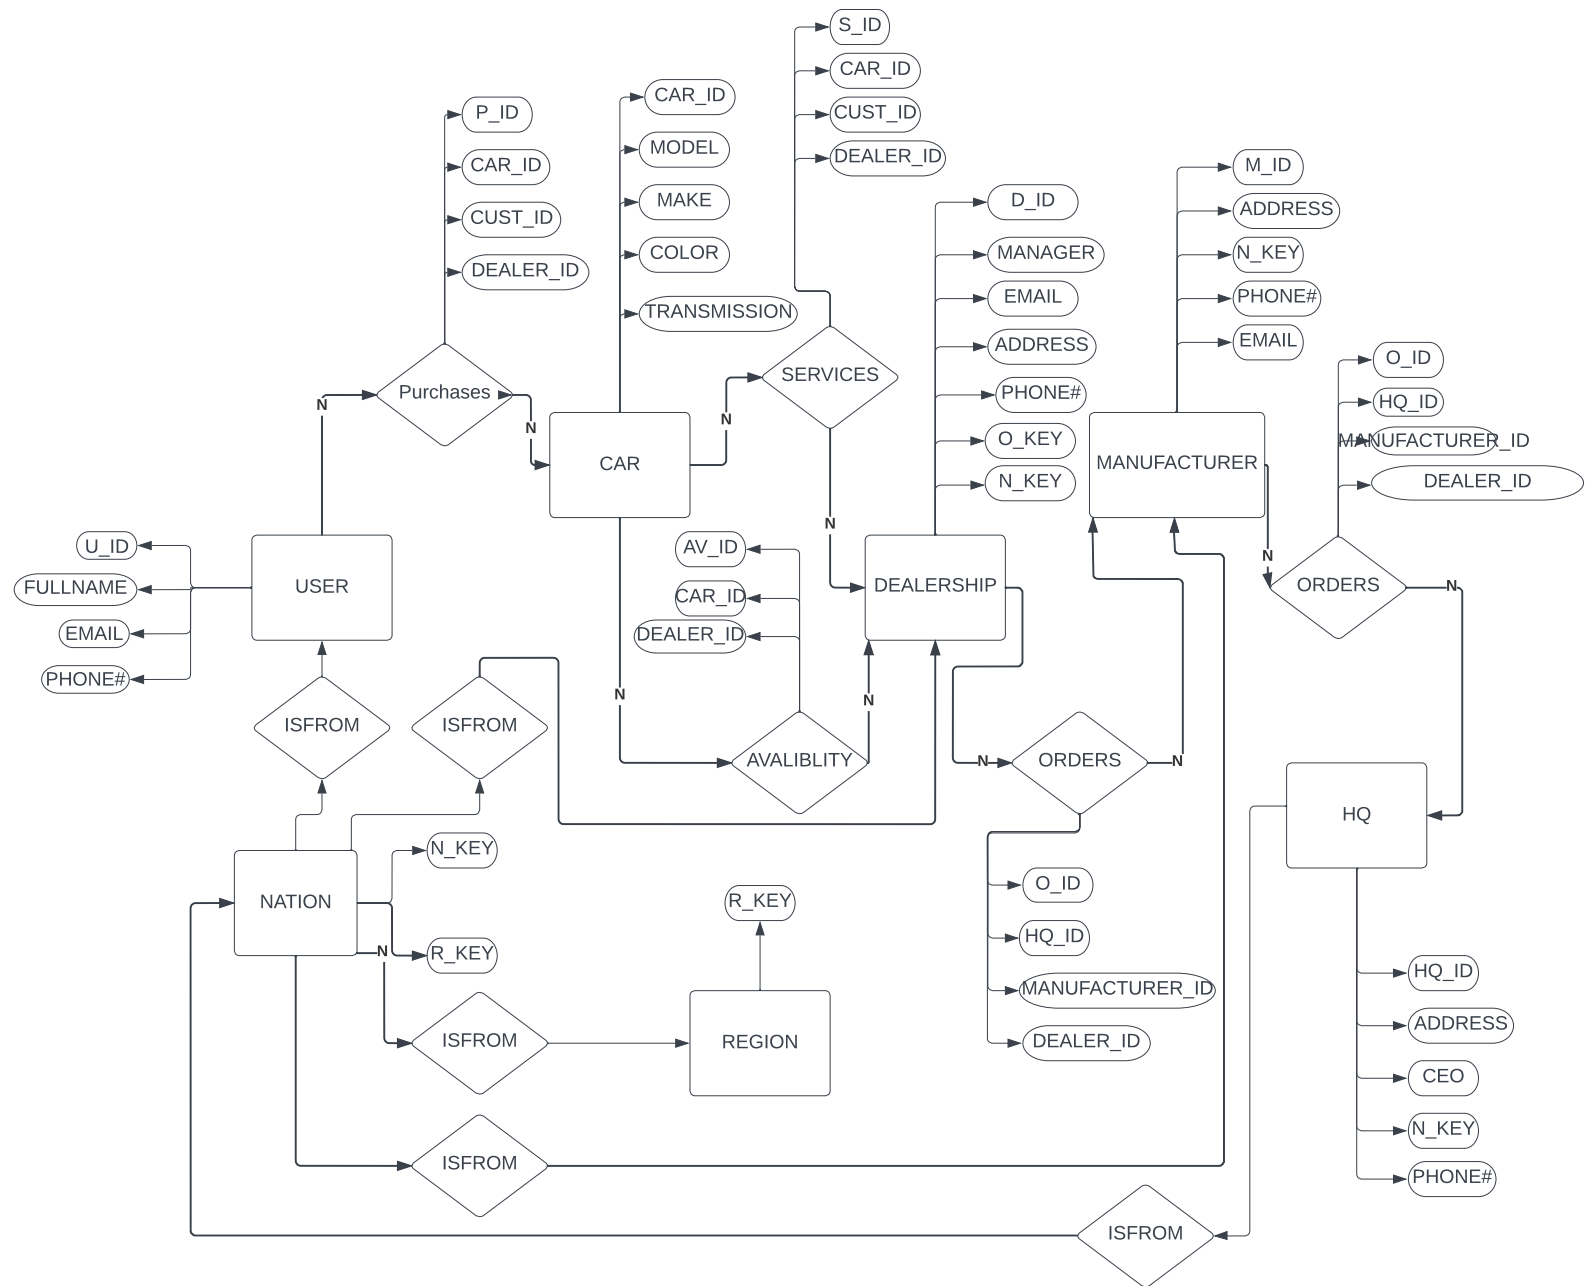 S_ID
CAR_ID
CUST_ID
DEALER_ID
P_ID
CAR_ID
CUST_ID
DEALER_ID
Purchases
N
N
CAR_ID
MODEL
MAKE
COLOR
TRANSMISSION
CAR
N
SERVICES
N
D_ID
MANAGER
EMAIL
ADDRESS
PHONE#
O_KEY
N_KEY
DEALERSHIP
M_ID
ADDRESS
N_KEY
PHONE#
EMAIL
MANUFACTURER
N
O_ID
HQ_ID
MANUFACTURER_ID
DEALER_ID
ORDERS
N
U_ID
FULLNAME
EMAIL
PHONE#
USER
ISFROM
ISFROM
AV_ID
CAR_ID
DEALER_ID
N
AVALIBLITY
N
N
ORDERS
N
O_ID
HQ_ID
MANUFACTURER_ID
DEALER_ID
HQ
HQ_ID
ADDRESS
CEO
N_KEY
PHONE#
NATION
N_KEY
R_KEY
N
ISFROM
R_KEY
REGION
ISFROM
ISFROM